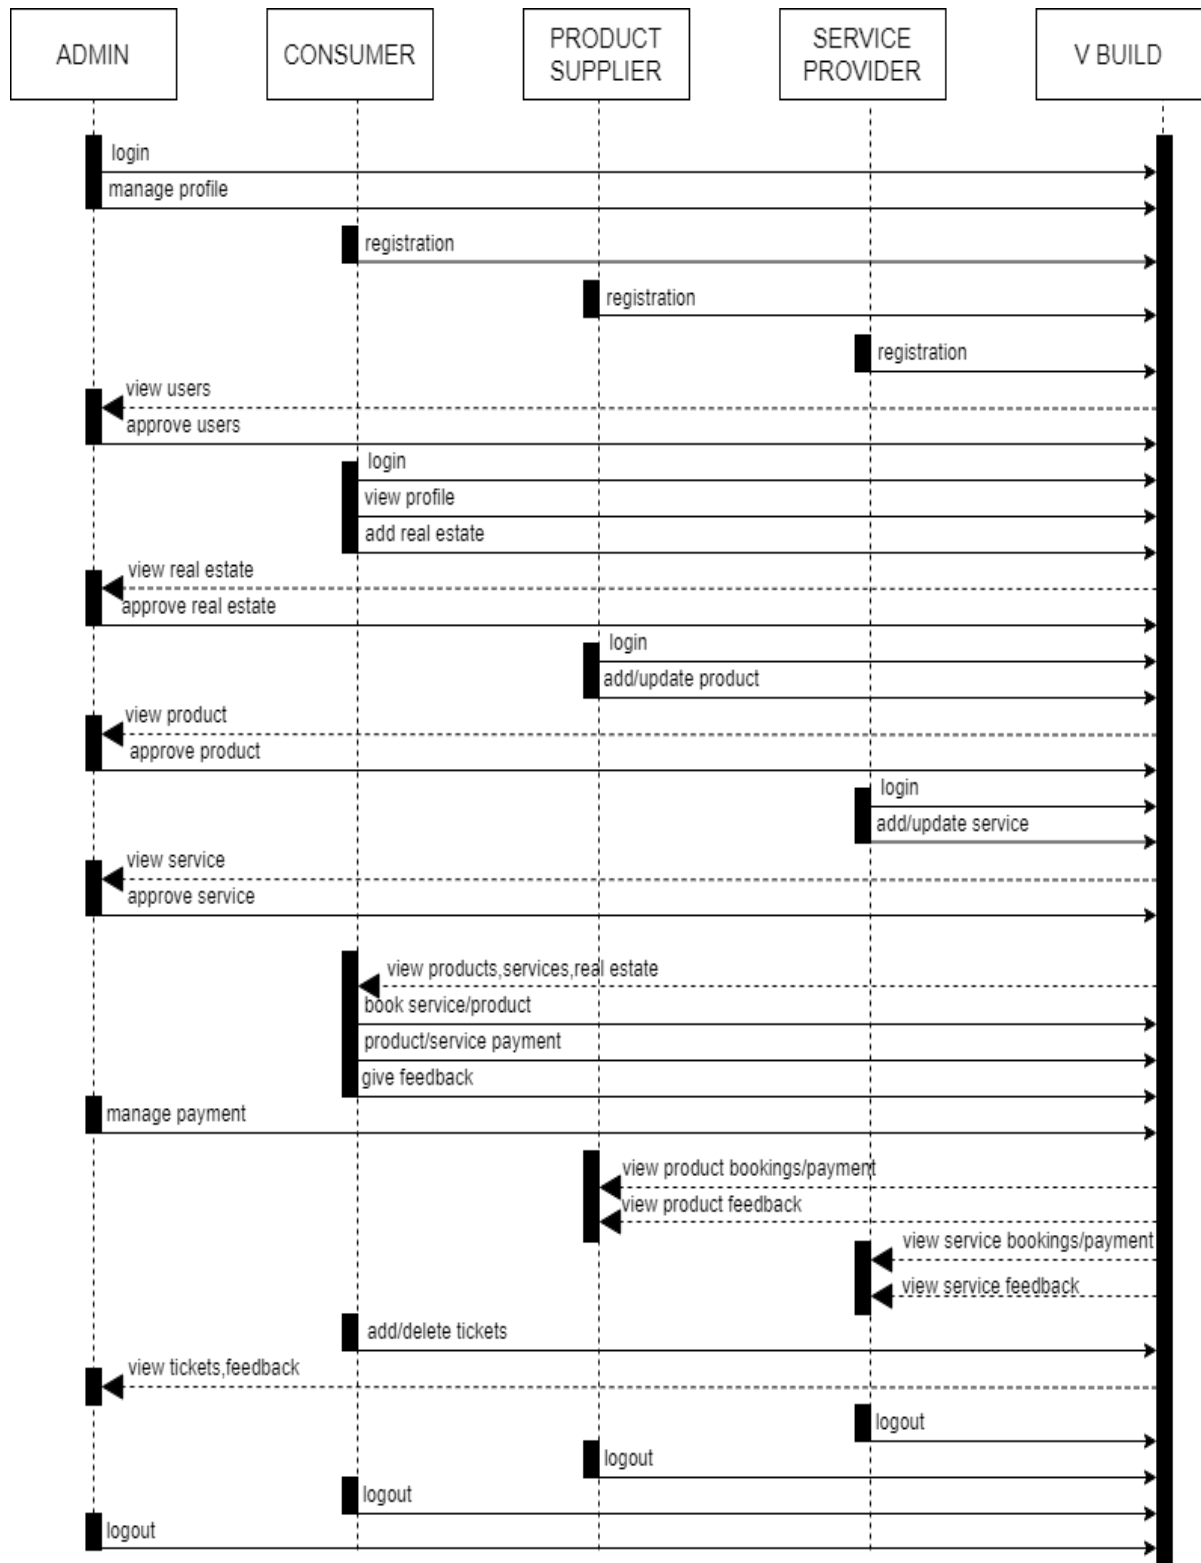 ADMIN
CONSUMER
PRODUCT
SUPPLIER
SERVICE
PROVIDER
V BUILD
login
manage profile
registration
registration
registration
view users
approve users
login
view profile
add real estate
view real estate
approve real estate
login
add/update product
view product
approve product
login
add/update service
view service
approve service
view products,services,real estate
book service/product
product/service payment
give feedback
manage payment
view product bookings/payment
view product feedback
view service bookings/payment
view service feedback
add/delete tickets
view tickets,feedback
logout
logout
logout
logout